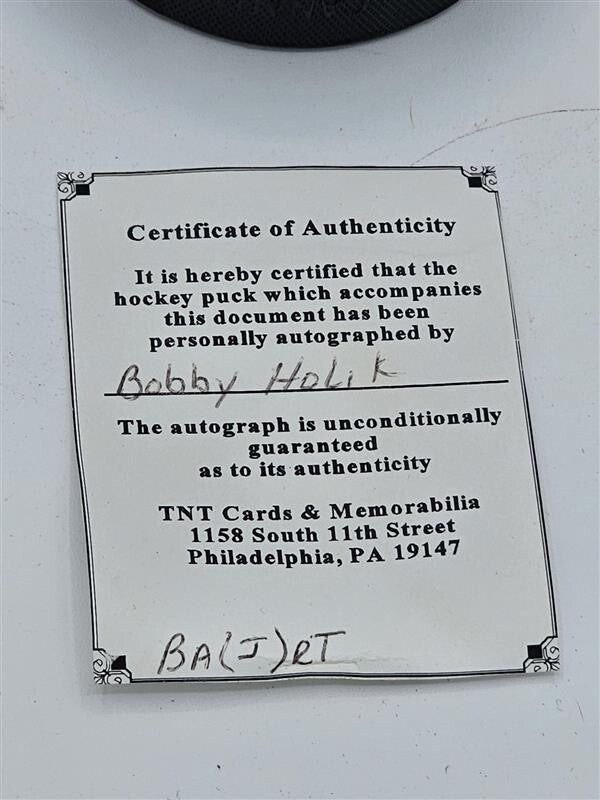 Certificate of Authenticity
It is hereby certified that the
hockey puck which accompanies
this document has been
personally autographed by
Bobby Holik
The autograph is unconditionally
guaranteed
as to its authenticity
TNT Cards & Memorabilia
1158 South 11th Street
Philadelphia, PA 19147
BA(J)RT